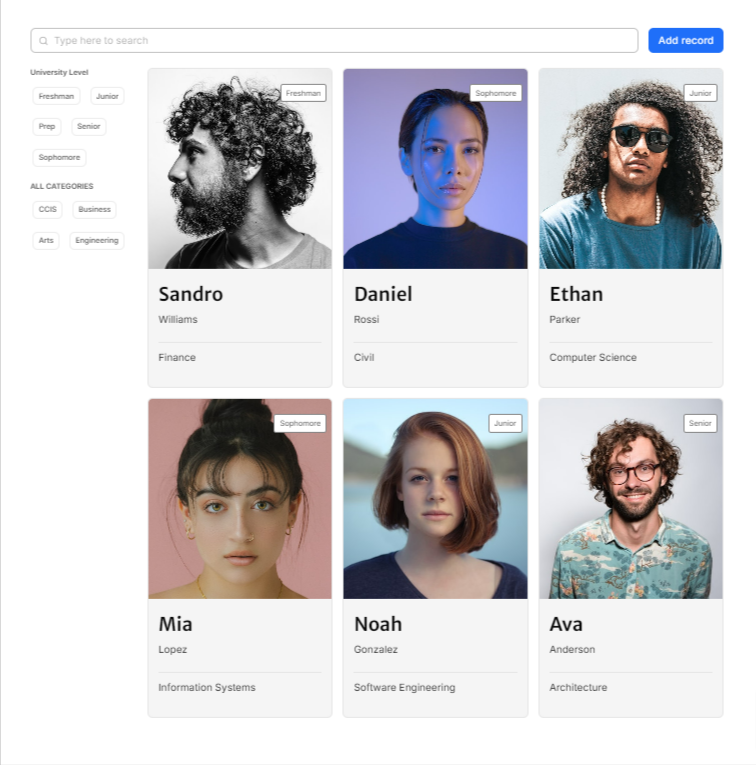 Type here to search
Add record
University Level
Freshman
Junior
Prep
Senior
Sophomore
ALL CATEGORIES
CCIS
Business
Arts
Engineering
Freshman
Sandro
Williams
Finance
Sophomore
Daniel
Rossi
Civil
Junior
Ethan
Parker
Computer Science
Sophomore
Mia
Lopez
Information Systems
Junior
Noah
Gonzalez
Software Engineering
Senior
Ava
Anderson
Architecture